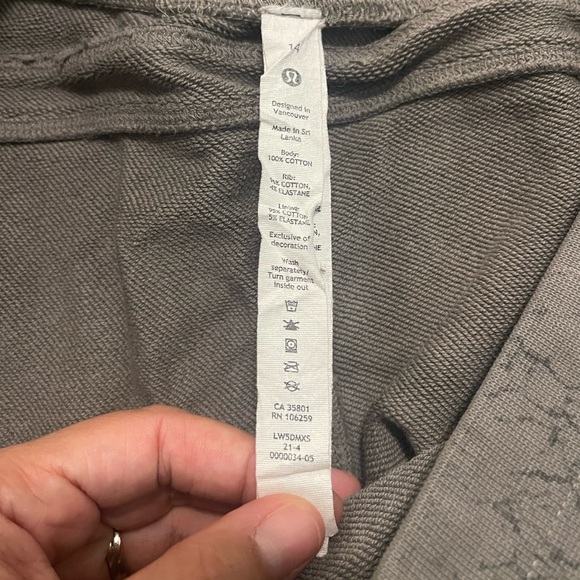 14
Designed in
Vancouver
Made in Sri
Lanka
Body:
100% COTTON
Rib:
COTTON,
ELASTANE
Lining:
95% COTTON
5% ELASTANE
Exclusive of
decoration
Wash
separately/
Turn garment
inside out
CA 35801
RN 106259
LW5DMXS
21-4
0000034-05